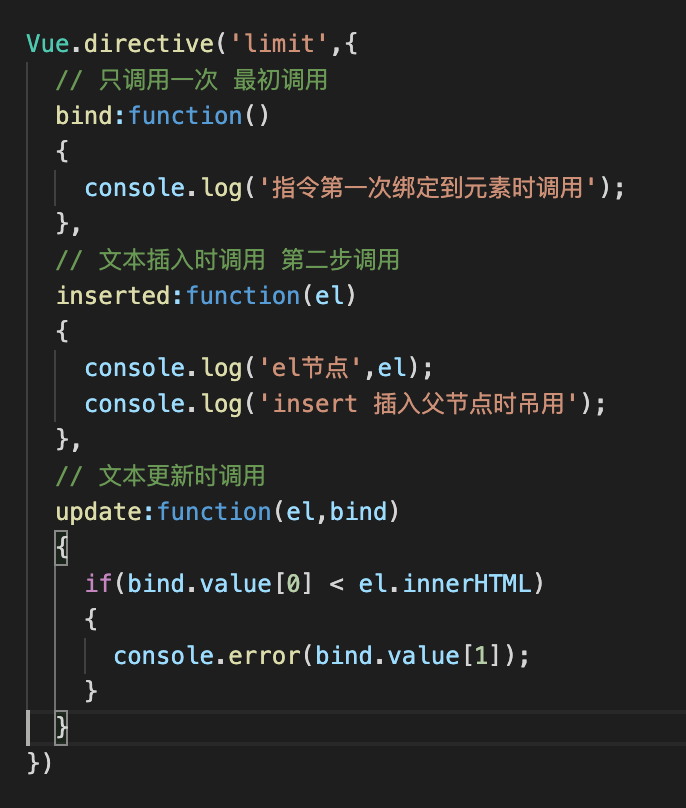 Vue.directive('limit',{
  // 只调用一次 最初调用
  bind:function()
  {
    console.log('指令第一次绑定到元素时调用');
  },
  // 文本插入时调用 第二步调用
  inserted:function(el)
  {
    console.log('el节点',el);
    console.log('insert 插入父节点时吊用');
  },
  // 文本更新时调用
  update:function(el,bind)
  {
    if(bind.value[0] < el.innerHTML)
    {
      console.error(bind.value[1]);
    }
  }
})